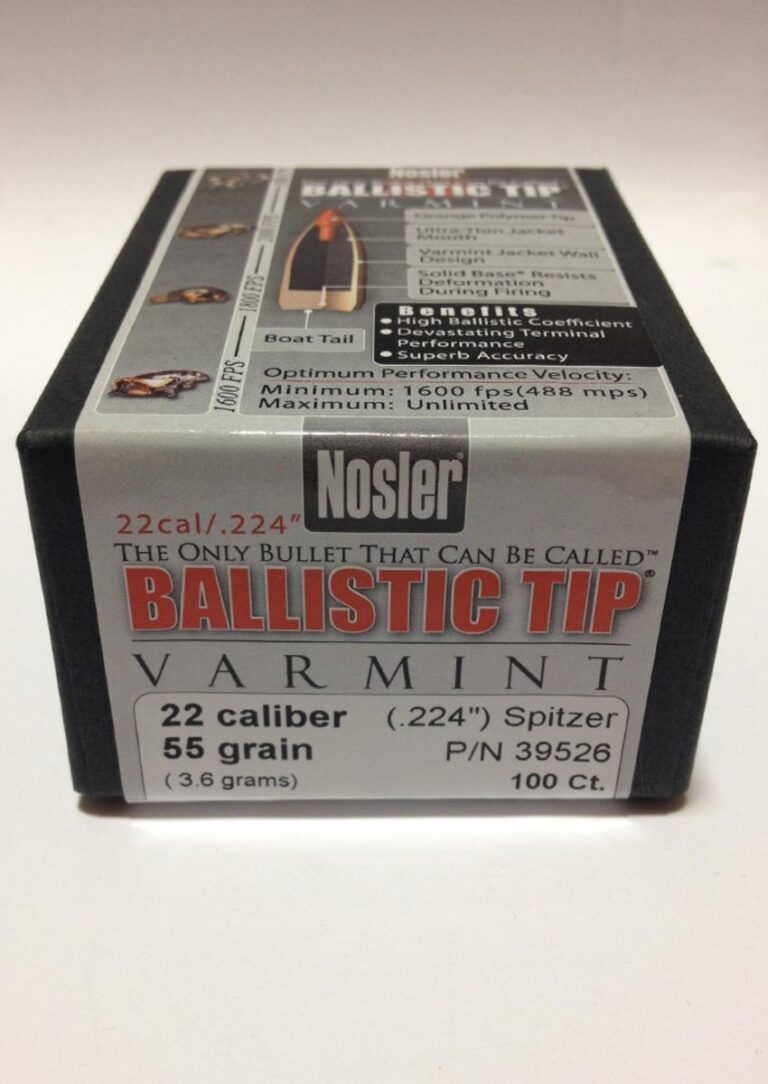 Nosler
BALLISTIC TIP
VARMINT
Orange Polymer Tip
Ultra-Thin Jacket
Mouth
Varmint Jacket Wall
Design
Solid Base® Resists
Deformation
During Firing
Boat Tail
Benefits
• High Ballistic Coefficient
• Devastating Terminal
Performance
• Superb Accuracy
1600 FPS
1800 FPS
Optimum Performance Velocity:
Minimum: 1600 fps(488 mps)
Maximum: Unlimited
Nosler®
22cal/.224"
THE ONLY BULLET THAT CAN BE CALLED™
BALLISTIC TIP®
VARMINT
22 caliber (.224") Spitzer
55 grain P/N 39526
(3.6 grams) 100 Ct.